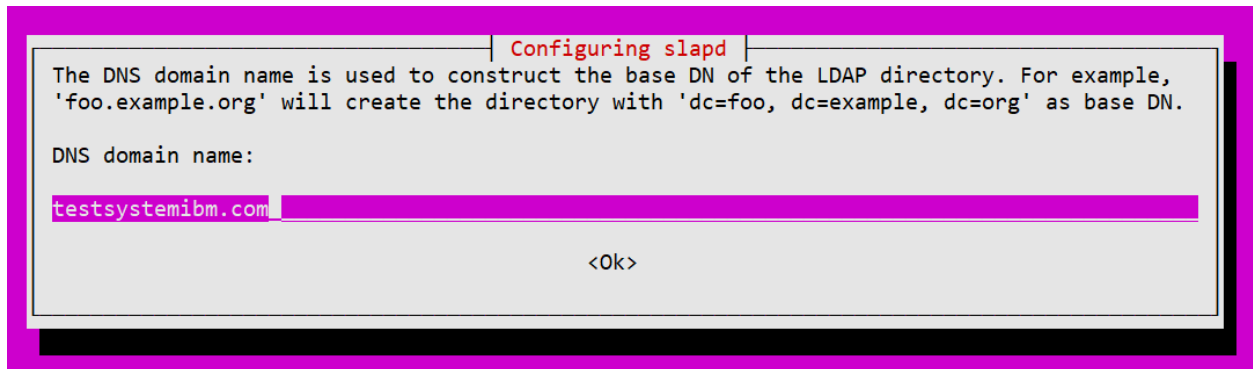 Configuring slapd
The DNS domain name is used to construct the base DN of the LDAP directory. For example,
'foo.example.org' will create the directory with 'dc=foo, dc=example, dc=org' as base DN.
DNS domain name:
testsystemibm.com
<Ok>